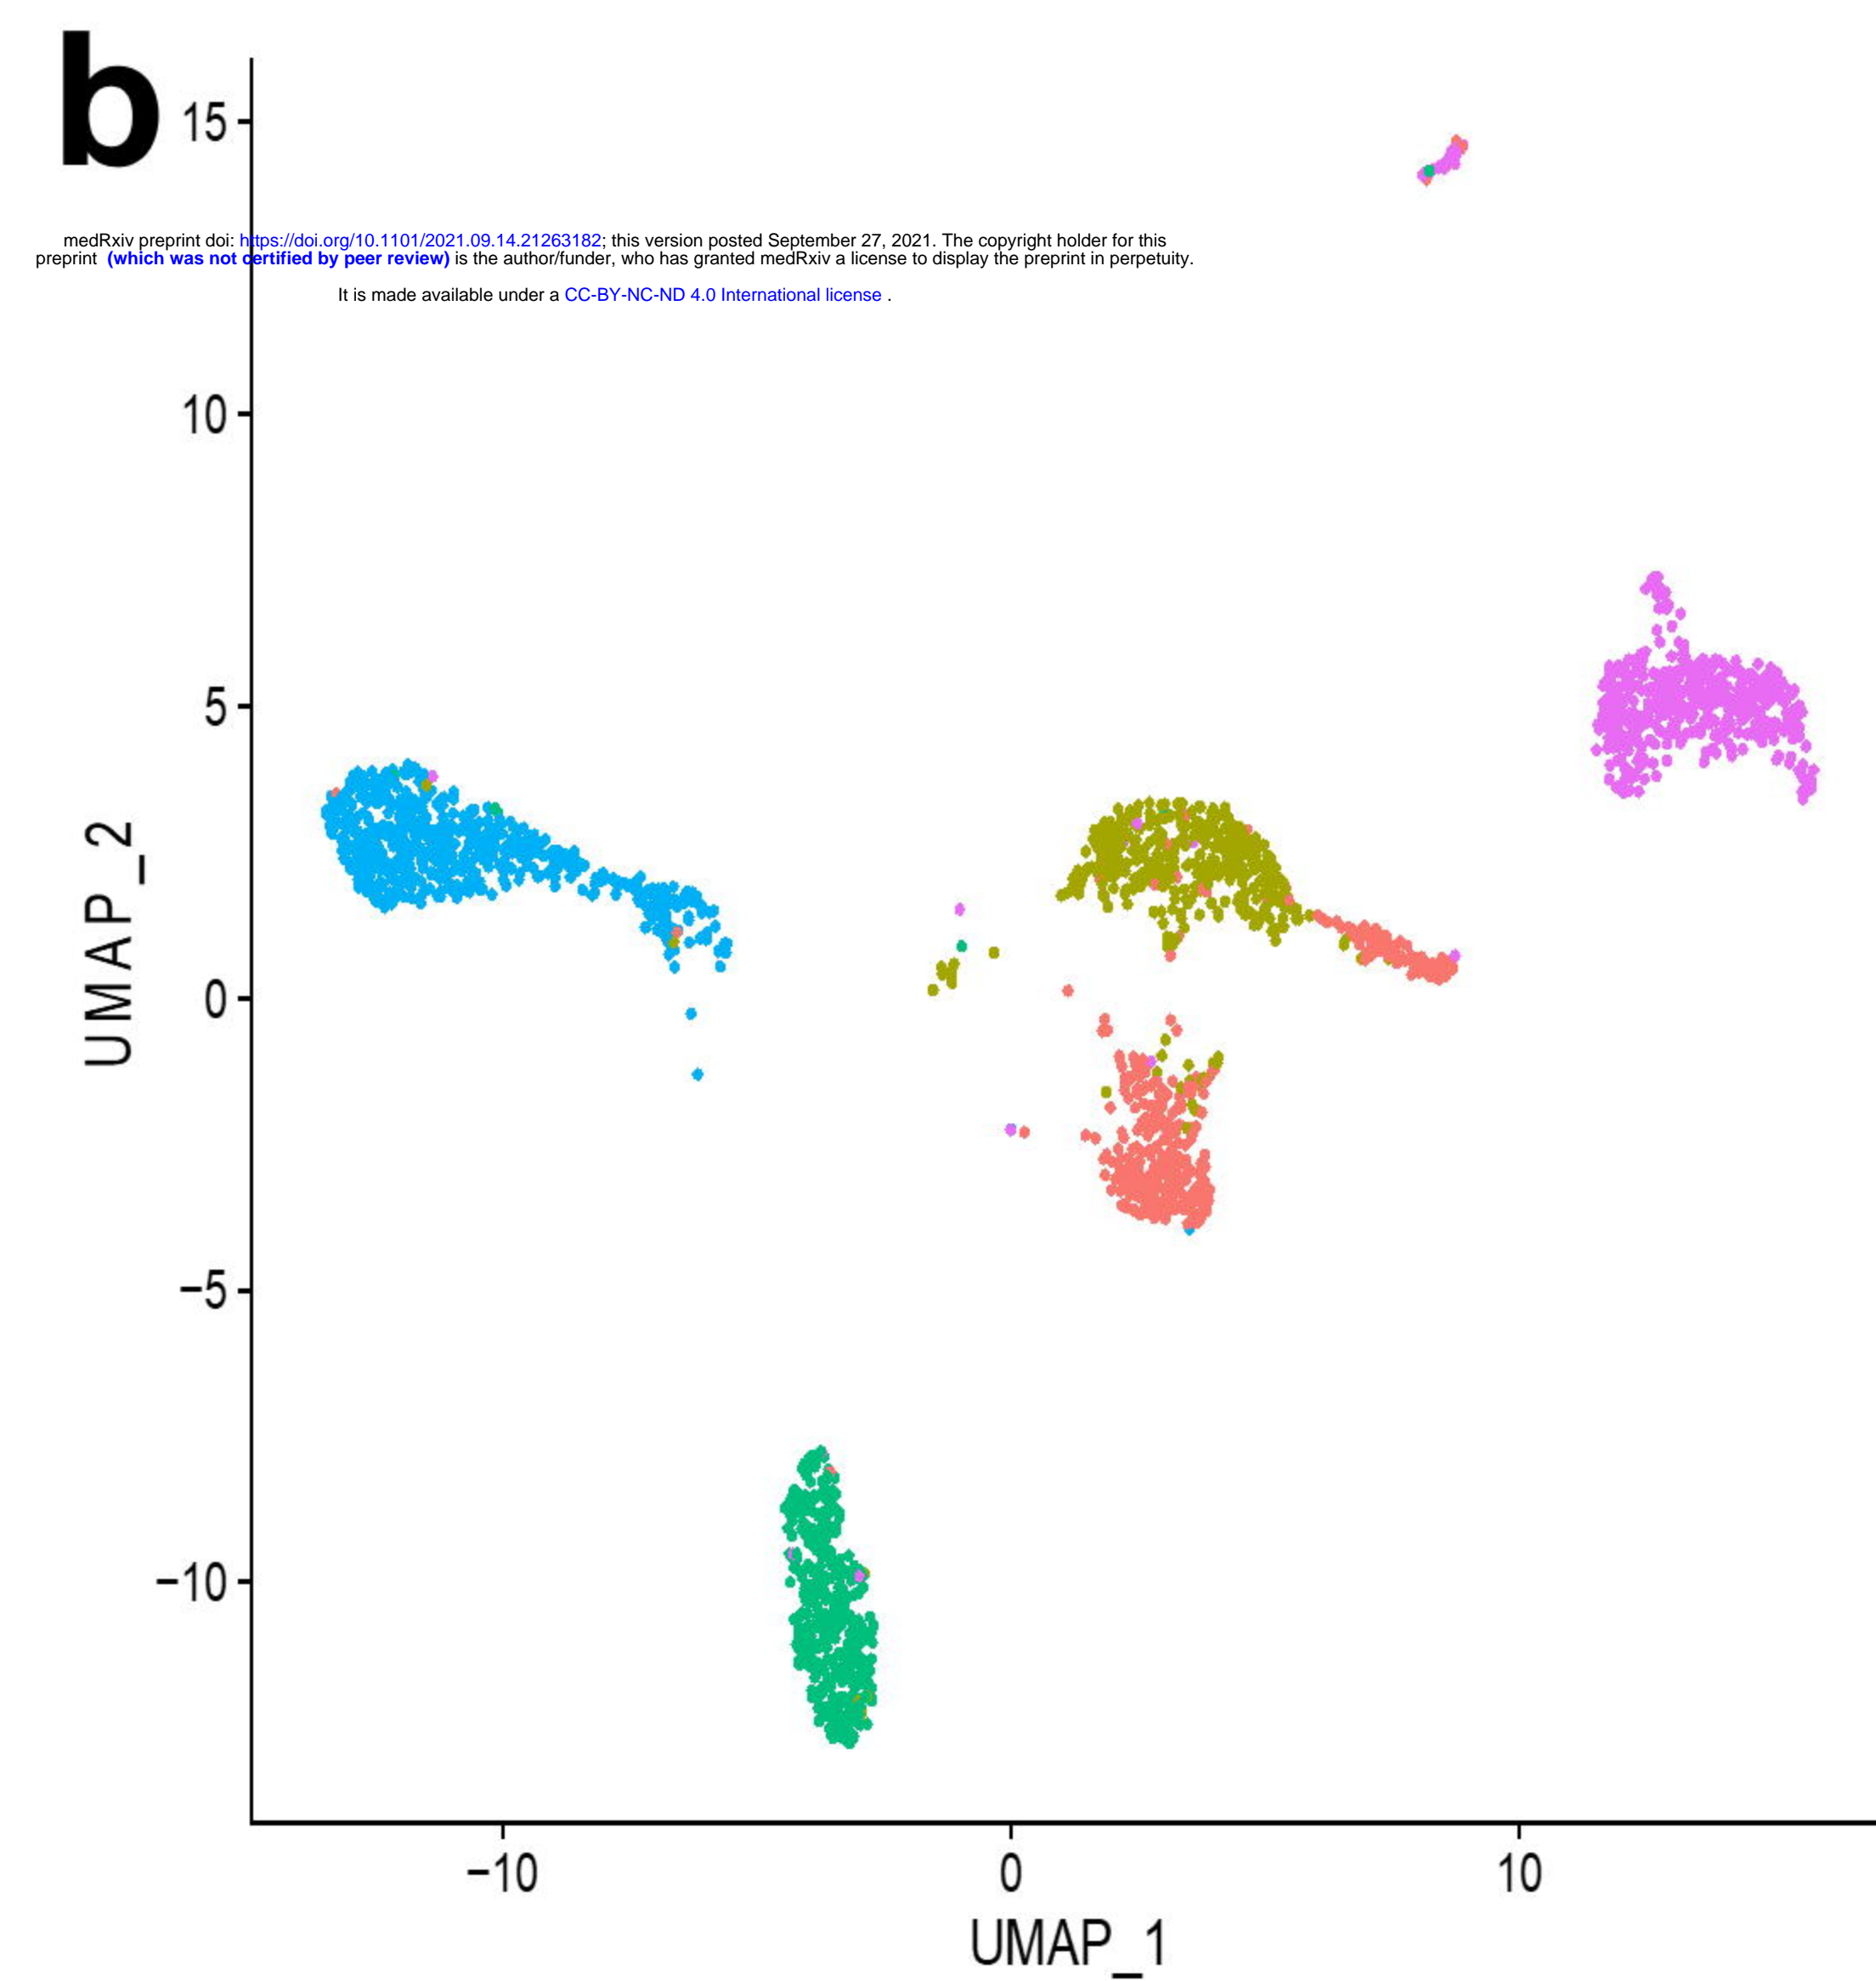 b
15
medRxiv preprint doi: https://doi.org/10.1101/2021.09.14.21263182; this version posted September 27, 2021. The copyright holder for this
preprint (which was not certified by peer review) is the author/funder, who has granted medRxiv a license to display the preprint in perpetuity.
It is made available under a CC-BY-NC-ND 4.0 International license .
10
5
UMAP_2
0
−5
−10
−10 0 10
UMAP_1